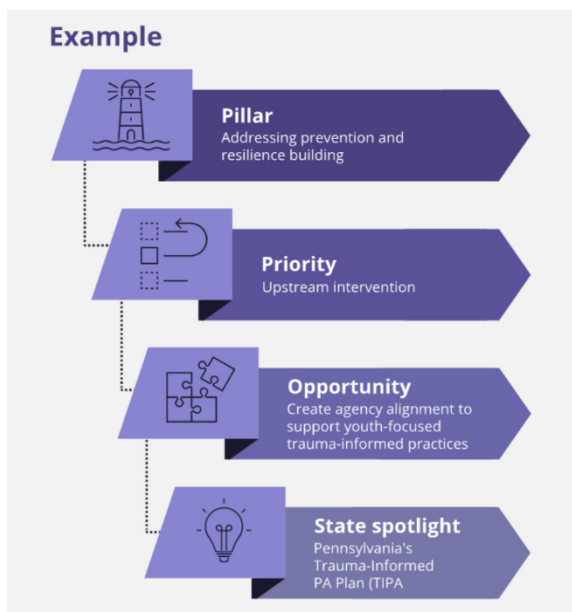 Example
Pillar
Addressing prevention and
resilience building
Priority
Upstream intervention
Opportunity
Create agency alignment to
support youth-focused
trauma-informed practices
State spotlight
Pennsylvania's
Trauma-Informed
PA Plan (TIPA